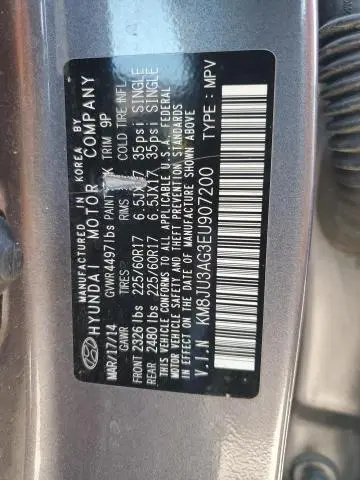 MANUFACTURED IN KOREA BY
HYUNDAI MOTOR COMPANY
MAR/17/14 GVWR 4497lbs PAINT TRIM 9P
GAWR TIRES RIMS COLD TIRE INFL.
FRONT 2326 lbs 225/60R17 6.5JX17 35psi SINGLE
REAR 2480 lbs 225/60R17 6.5JX17 35psi SINGLE
THIS VEHICLE CONFORMS TO ALL APPLICABLE U.S.A. FEDERAL
MOTOR VEHICLE SAFETY AND THEFT PREVENTION STANDARDS
IN EFFECT ON THE DATE OF MANUFACTURE SHOWN ABOVE.
V.I.N KM8JU3AG3EU907200 TYPE : MPV